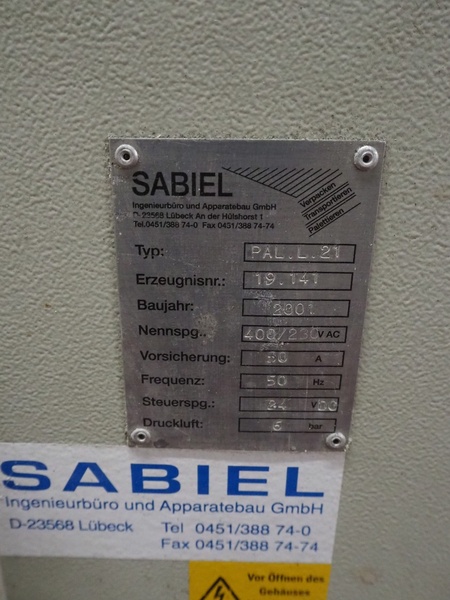 SABIEL
Ingenieurbüro und Apparatebau GmbH
D-23568 Lübeck An der Hülshorst 1
Tel.0451/388 74-0 Fax 0451/388 74-74
Verpacken
Transportieren
Palettieren
Typ: PAL.L.21
Erzeugnisnr.: 19.141
Baujahr: 2001
Nennspg.: 400/230 V AC
Vorsicherung: A
Frequenz: 50 Hz
Steuerspg.: 24 V DC
Druckluft: 6 bar
SABIEL
Ingenieurbüro und Apparatebau GmbH
D-23568 Lübeck Tel 0451/388 74-0
Fax 0451/388 74-74
Vor Öffnen des
Gehäuses